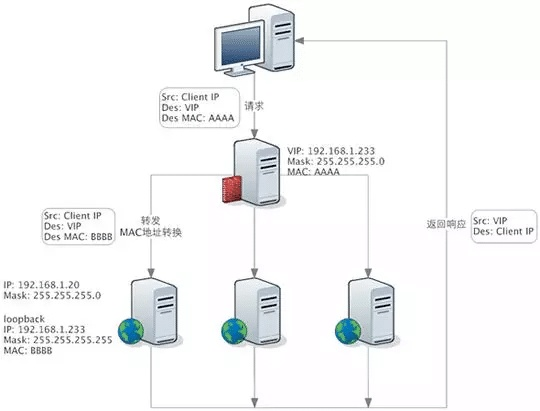 Src: Client IP
Des: VIP
Des MAC: AAAA
请求
VIP: 192.168.1.233
Mask: 255.255.255.0
MAC: AAAA
Src: Client IP
Des: VIP
Des MAC: BBBB
转发
MAC地址转换
返回响应
Src: VIP
Des: Client IP
IP: 192.168.1.20
Mask: 255.255.255.0
loopback
IP: 192.168.1.233
Mask: 255.255.255.255
MAC: BBBB